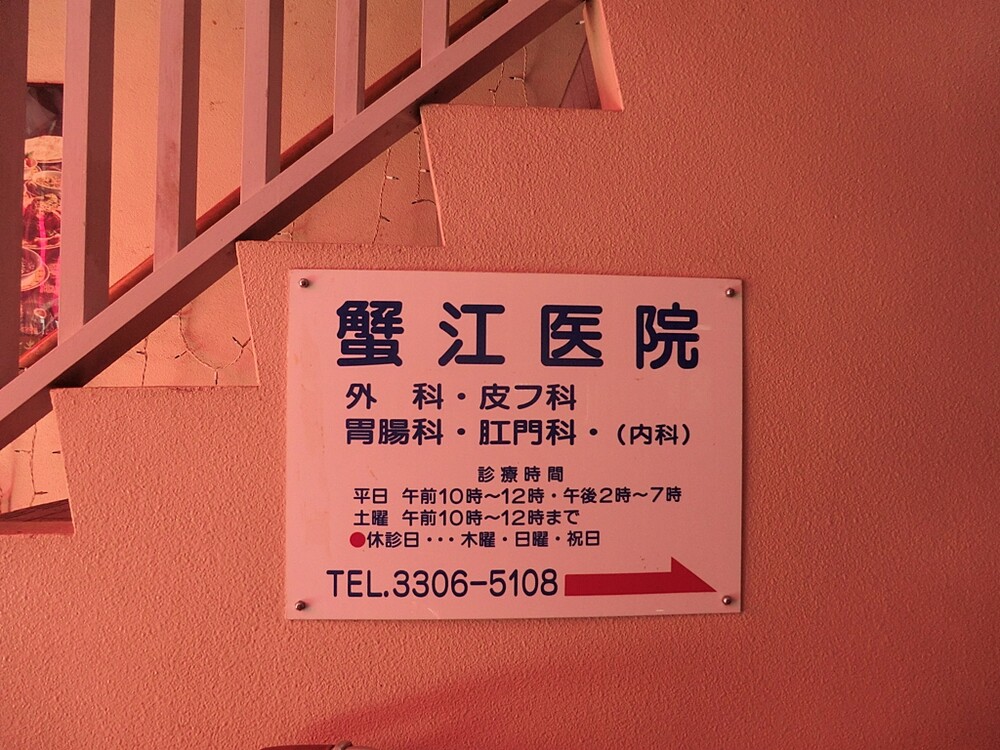 蟹江医院
外　科・皮フ科
胃腸科・肛門科・（内科）
診療時間
平日　午前10時～12時・午後2時～7時
土曜　午前10時～12時まで
●休診日・・・木曜・日曜・祝日
TEL.3306-5108